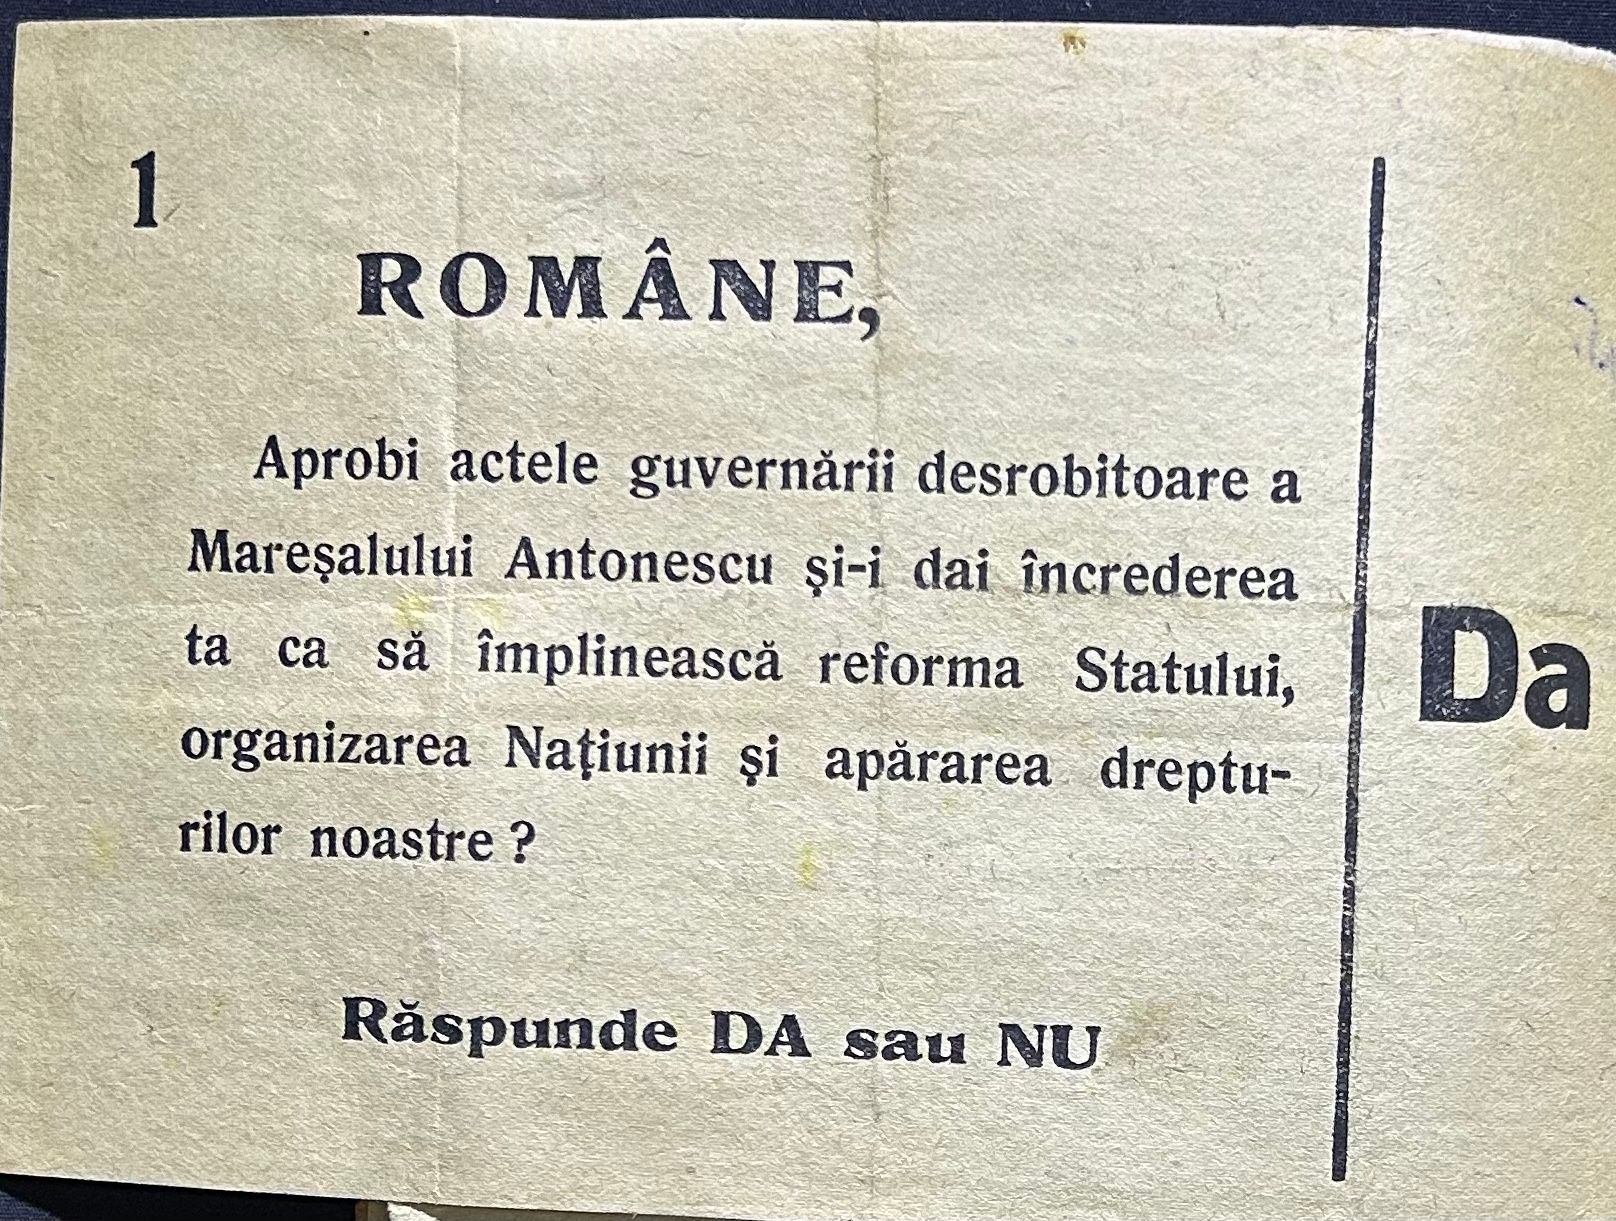 1
ROMÂNE,
Aprobi actele guvernării desrobitoare a
Mareşalului Antonescu şi-i dai încrederea
ta ca să împlinească reforma Statului,
organizarea Naţiunii şi apărarea dreptu-
rilor noastre ?
Răspunde DA sau NU
Da